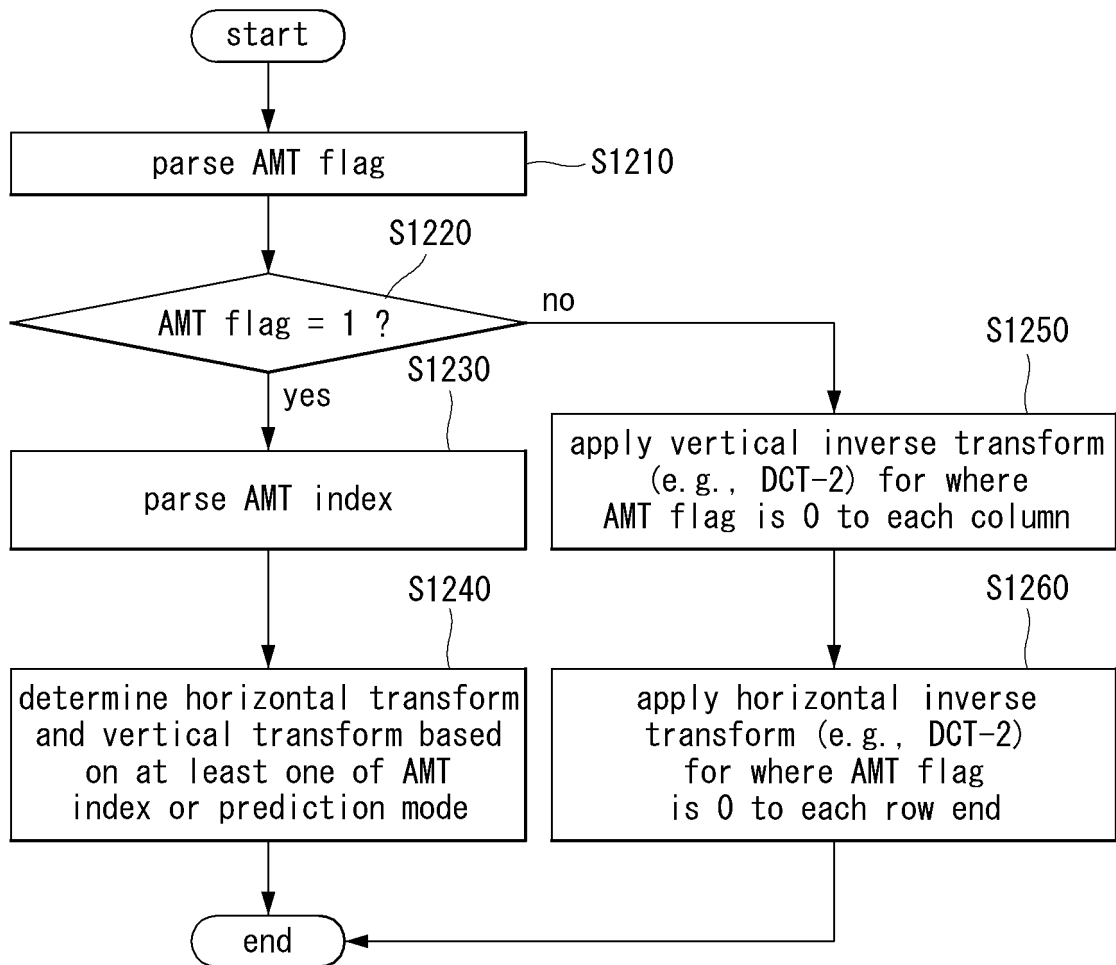 start
parse AMT flag
S1210
S1220
AMT flag = 1 ?
no
yes
S1230
parse AMT index
S1250
apply vertical inverse transform
(e.g., DCT-2) for where
AMT flag is 0 to each column
S1240
determine horizontal transform
and vertical transform based
on at least one of AMT
index or prediction mode
S1260
apply horizontal inverse
transform (e.g., DCT-2)
for where AMT flag
is 0 to each row end
end